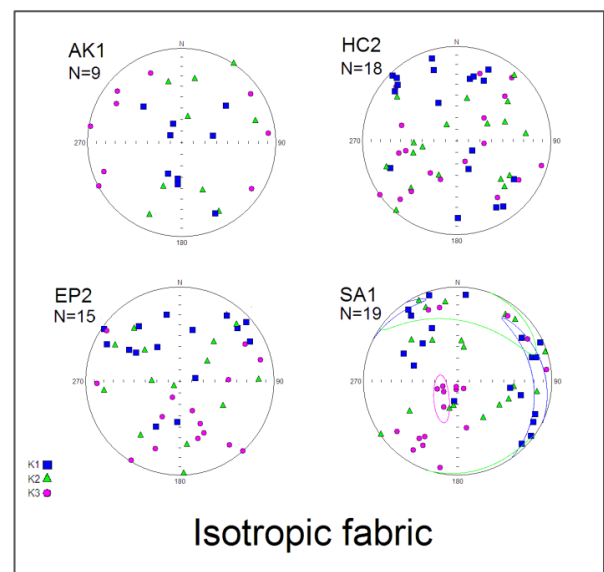 AK1
N=9
N
270
90
180
HC2
N=18
N
270
90
180
EP2
N=15
N
270
90
180
SA1
N=19
N
270
90
180
K1
K2
K3
Isotropic fabric